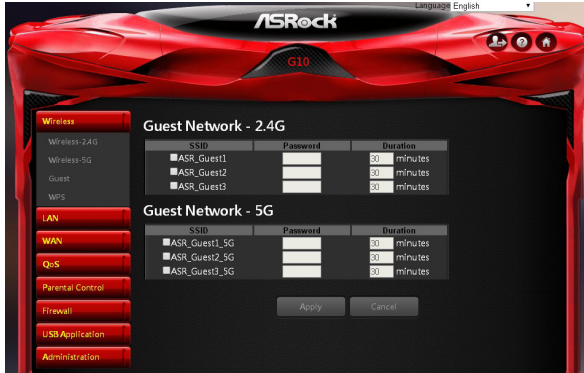 Language English
ASRock
G10
Wireless
Wireless-2.4G
Wireless-5G
Guest
WPS
LAN
WAN
QoS
Parental Control
Firewall
USB Application
Administration
Guest Network - 2.4G
SSID Password Duration
ASR_Guest1 30 minutes
ASR_Guest2 30 minutes
ASR_Guest3 30 minutes
Guest Network - 5G
SSID Password Duration
ASR_Guest1_5G 30 minutes
ASR_Guest2_5G 30 minutes
ASR_Guest3_5G 30 minutes
Apply Cancel